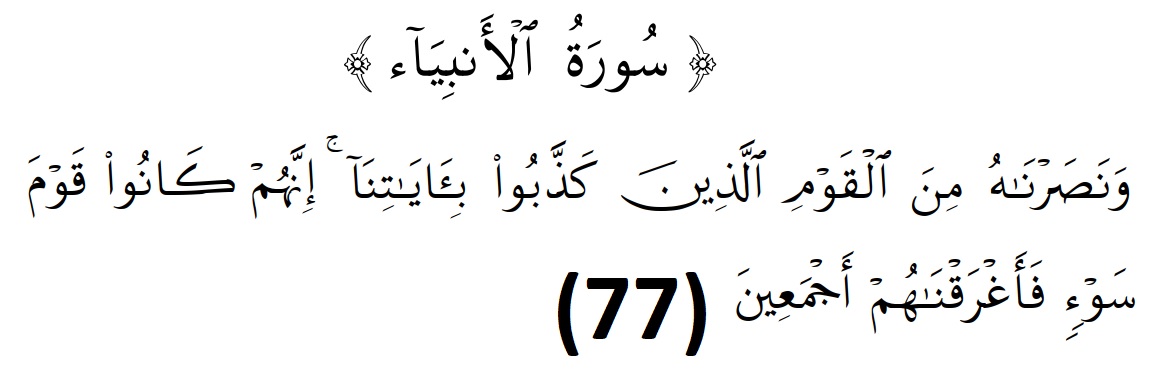 ﴿ سُورَةُ ٱلْأَنبِيَآء ﴾
وَنَصَرْنَـٰهُ مِنَ ٱلْقَوْمِ ٱلَّذِينَ كَذَّبُوا۟ بِـَٔايَـٰتِنَآ ۚ إِنَّهُمْ كَانُوا۟ قَوْمَ
سَوْءٍۢ فَأَغْرَقْنَـٰهُمْ أَجْمَعِينَ (77)